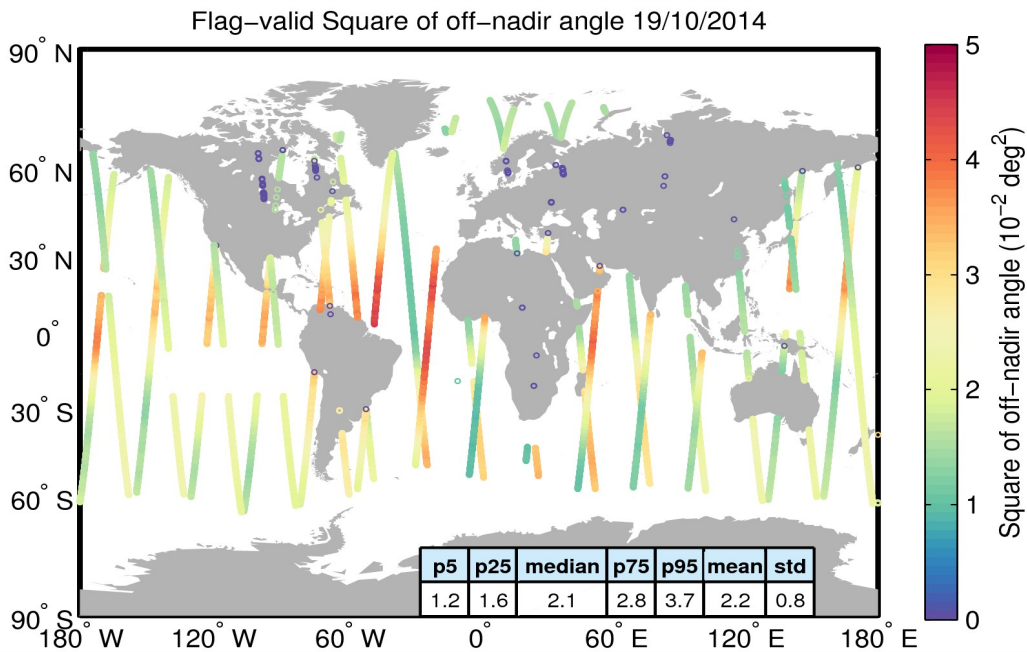 Flag-valid Square of off-nadir angle 19/10/2014
90° N
60° N
30° N
0°
30° S
60° S
90° S
180° W
120° W
60° W
0°
60° E
120° E
180° E
p5 p25 median p75 p95 mean std
1.2 1.6 2.1 2.8 3.7 2.2 0.8
5
4
3
2
1
0
Square of off-nadir angle (10⁻² deg²)